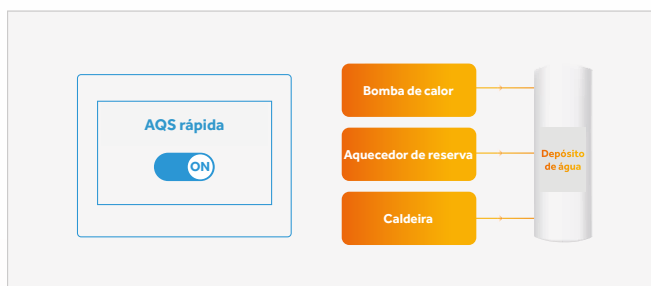 AQS rápida
ON
Bomba de calor
Aquecedor de reserva
Caldeira
Depósito
de água